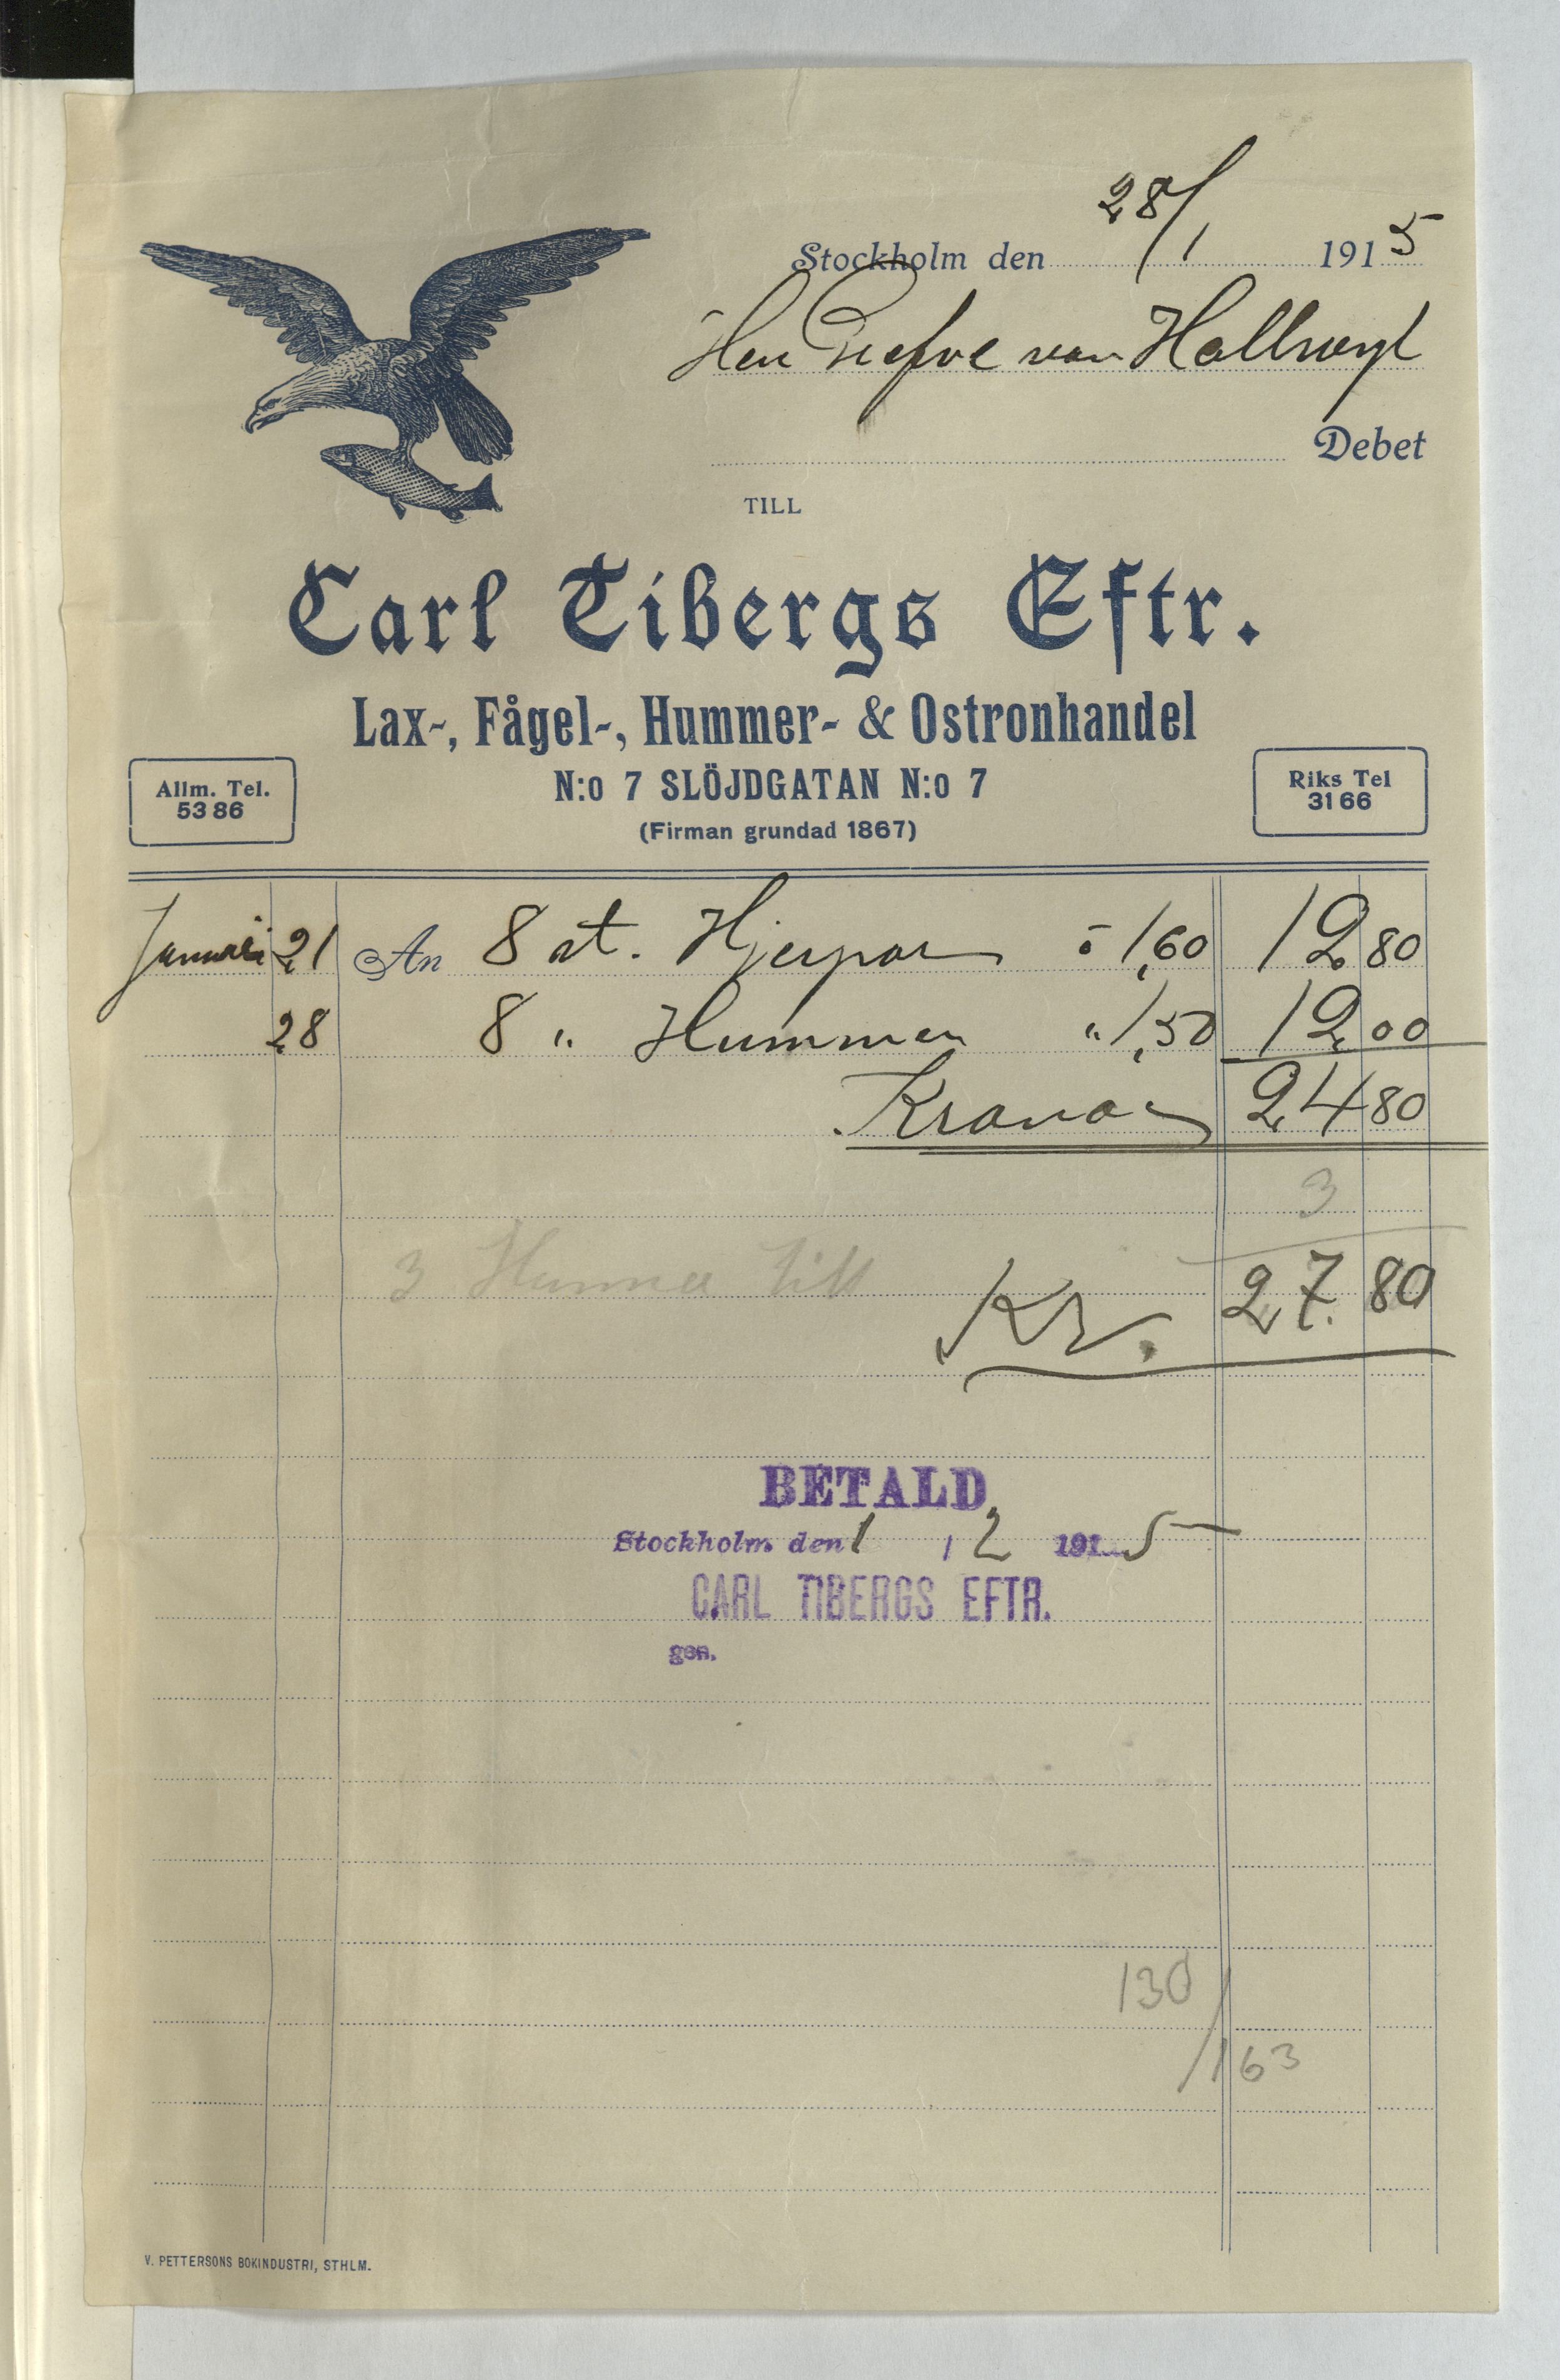 Stockholm den 28/1 1915
Herr Grefve von Hallwyl
Debet
TILL
Carl Tibergs Eftr.
Lax-, Fågel-, Hummer- & Ostronhandel
N:o 7 SLÖJDGATAN N:o 7
(Firman grundad 1867)
Allm. Tel. 5386
Riks Tel 3166
Januari 21 An 8 st. Hjerpar à 1,60 12 80
28 8 " Hummer " 1,50 12,00
Kronor 24 80
3
3 till
Kr. 27.80
BETALD
Stockholm den 1 / 2 1915
CARL TIBERGS EFTR.
gen.
130/163
V. PETTERSONS BOKINDUSTRI, STHLM.